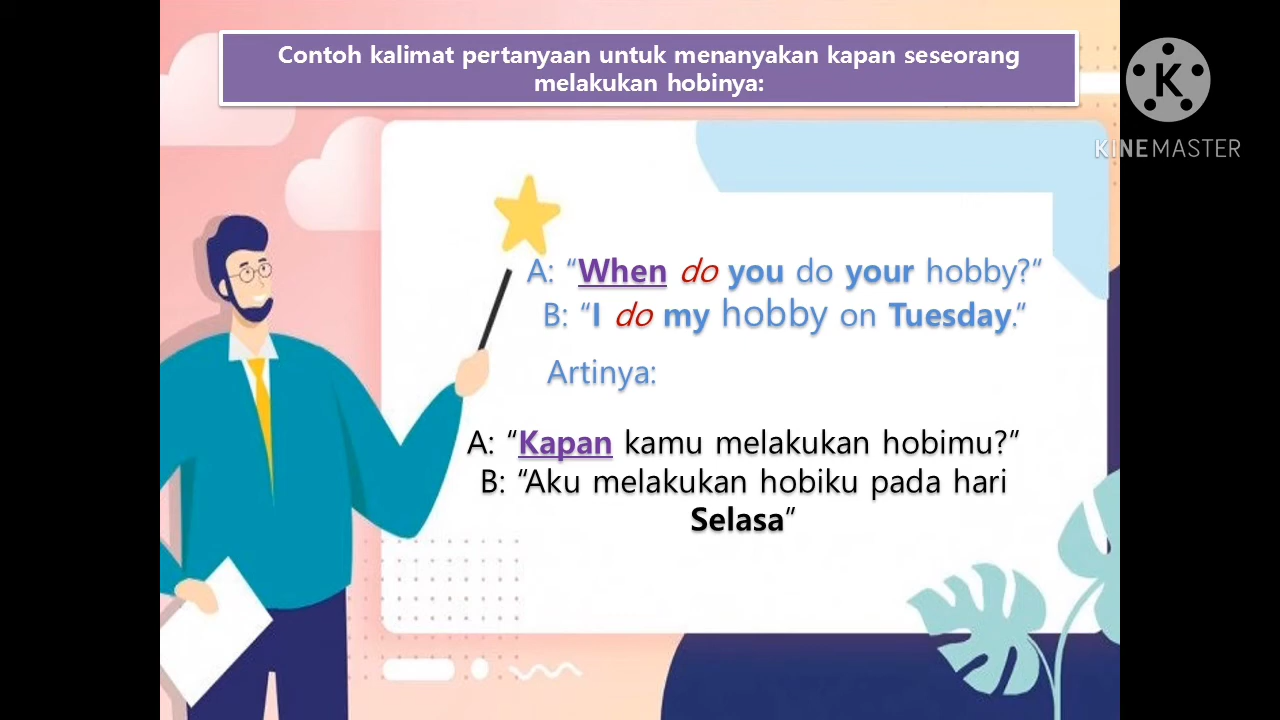 Contoh kalimat pertanyaan untuk menanyakan kapan seseorang
melakukan hobinya:
K
KINEMASTER
A: “When do you do your hobby?”
B: “I do my hobby on Tuesday.”
Artinya:
A: “Kapan kamu melakukan hobimu?”
B: “Aku melakukan hobiku pada hari
Selasa”